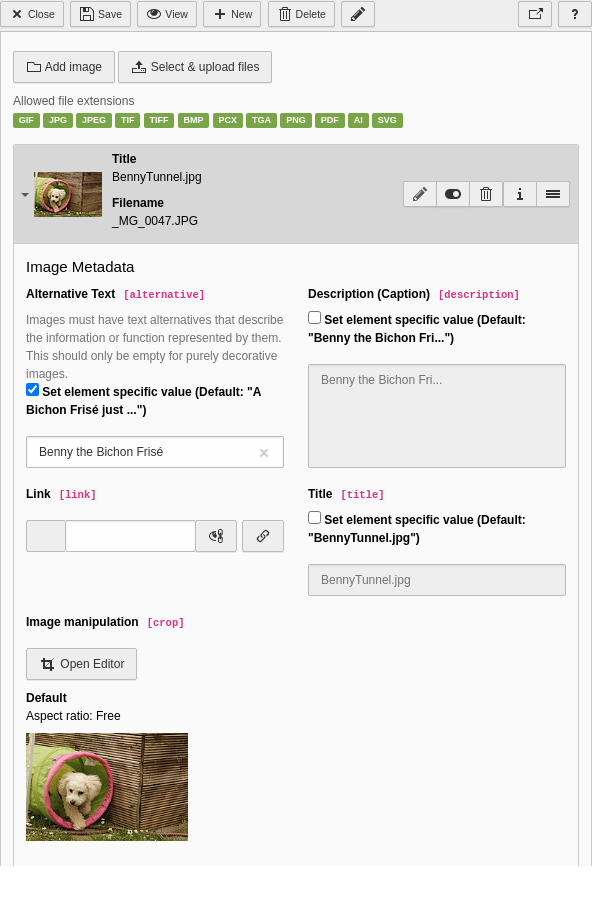 Close Save View New Delete ?
Add image Select & upload files
Allowed file extensions
GIF JPG JPEG TIF TIFF BMP PCX TGA PNG PDF AI SVG
Title
BennyTunnel.jpg
Filename
_MG_0047.JPG
Image Metadata
Alternative Text [alternative]
Images must have text alternatives that describe
the information or function represented by them.
This should only be empty for purely decorative
images.
Set element specific value (Default: "A
Bichon Frisé just ...")
Benny the Bichon Frisé
Description (Caption) [description]
Set element specific value (Default:
"Benny the Bichon Fri...")
Benny the Bichon Fri...
Link [link]
Title [title]
Set element specific value (Default:
"BennyTunnel.jpg")
BennyTunnel.jpg
Image manipulation [crop]
Open Editor
Default
Aspect ratio: Free